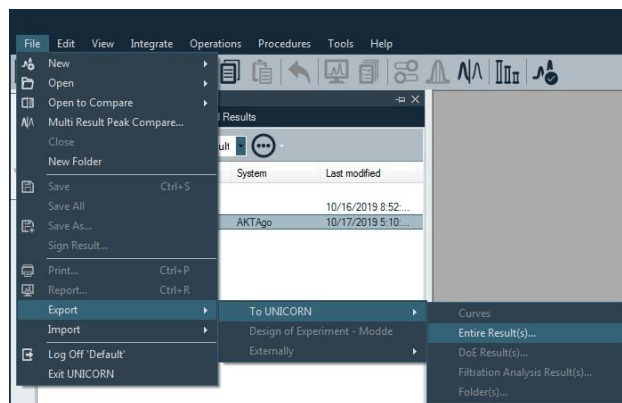 File Edit View Integrate Operations Procedures Tools Help
New
Open
Open to Compare
Multi Result Peak Compare...
Close
New Folder
Save Ctrl+S
Save All
Save As...
Sign Result...
Print... Ctrl+P
Report... Ctrl+R
Export
Import
Log Off 'Default'
Exit UNICORN
Results
System Last modified
10/16/2019 8:52:...
AKTAgo 10/17/2019 5:10:...
To UNICORN
Design of Experiment - Modde
Externally
Curves
Entire Result(s)...
DoE Result(s)...
Filtration Analysis Result(s)...
Folder(s)...